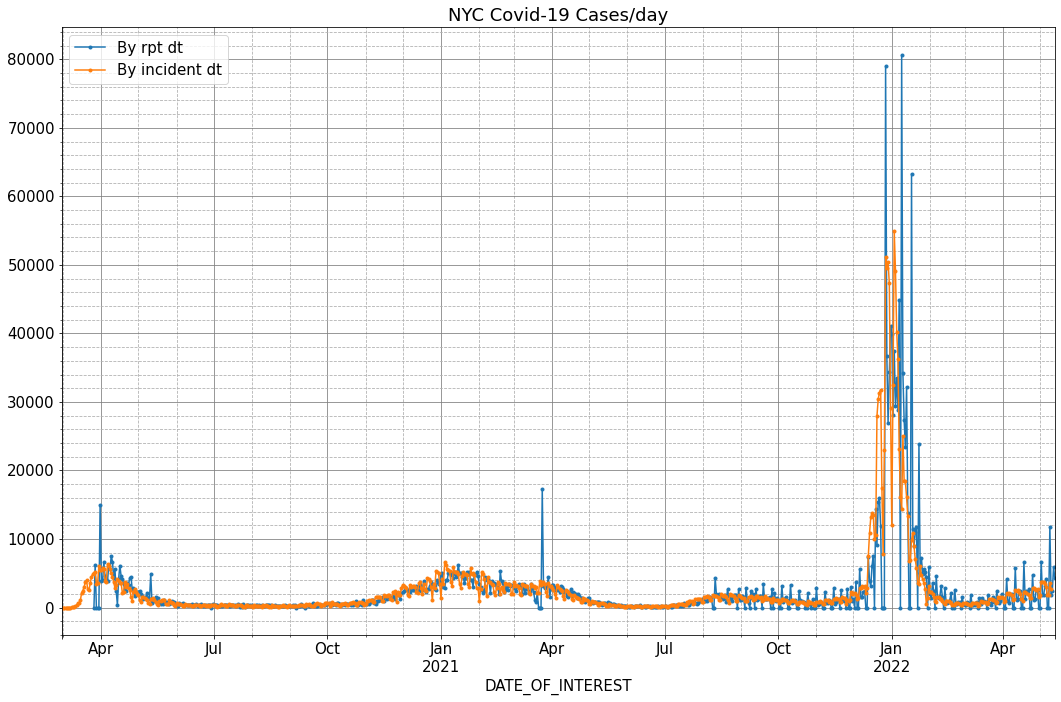 NYC Covid-19 Cases/day
By rpt dt
By incident dt
80000
70000
60000
50000
40000
30000
20000
10000
0
Apr Jul Oct Jan Apr Jul Oct Jan Apr
2021 2022
DATE_OF_INTEREST